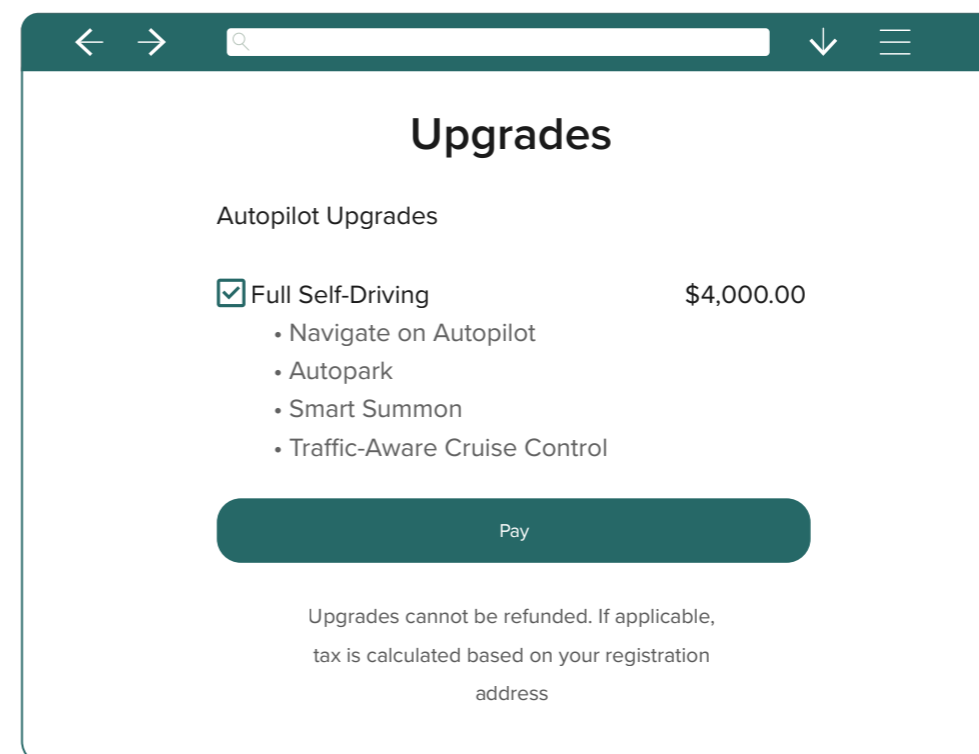 Upgrades
Autopilot Upgrades
Full Self-Driving $4,000.00
• Navigate on Autopilot
• Autopark
• Smart Summon
• Traffic-Aware Cruise Control
Pay
Upgrades cannot be refunded. If applicable,
tax is calculated based on your registration
address